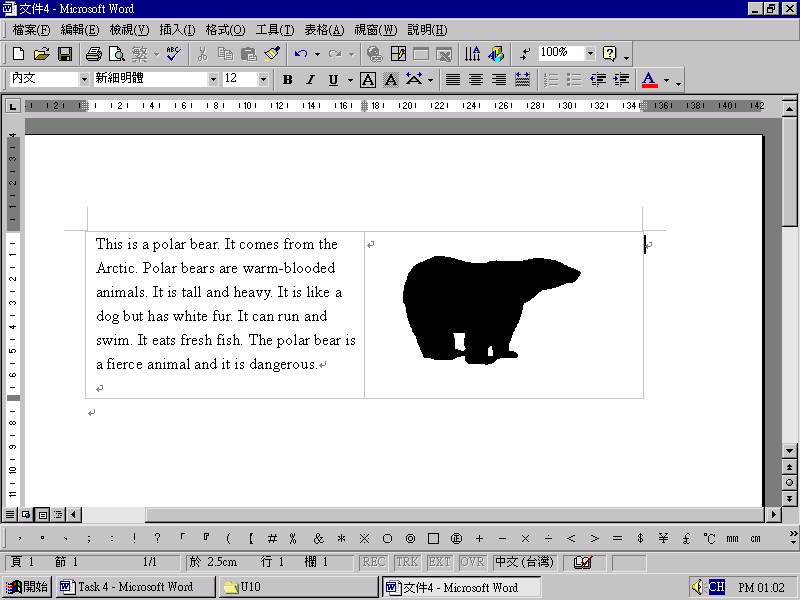 文件4 - Microsoft Word
檔案(F) 編輯(E) 檢視(V) 插入(I) 格式(O) 工具(T) 表格(A) 視窗(W) 說明(H)
繁 ABC 100%
內文 新細明體 12 B I U A A A
2 2 4 6 8 10 12 14 16 18 20 22 24 26 28 30 32 34 36 38 40 42
This is a polar bear. It comes from the
Arctic. Polar bears are warm-blooded
animals. It is tall and heavy. It is like a
dog but has white fur. It can run and
swim. It eats fresh fish. The polar bear is
a fierce animal and it is dangerous.
， 。 、 ； ： ！ ？ 「 『 （ 【 # % & * ※ ○ ◎ □ ㊣ + - × ÷ < > = $ ¥ £ ℃ mm cm
頁 1 節 1 1/1 於 2.5cm 行 1 欄 1 REC TRK EXT OVR 中文 (台灣)
開始 Task 4 - Microsoft Word U10 文件4 - Microsoft Word CH PM 01:02